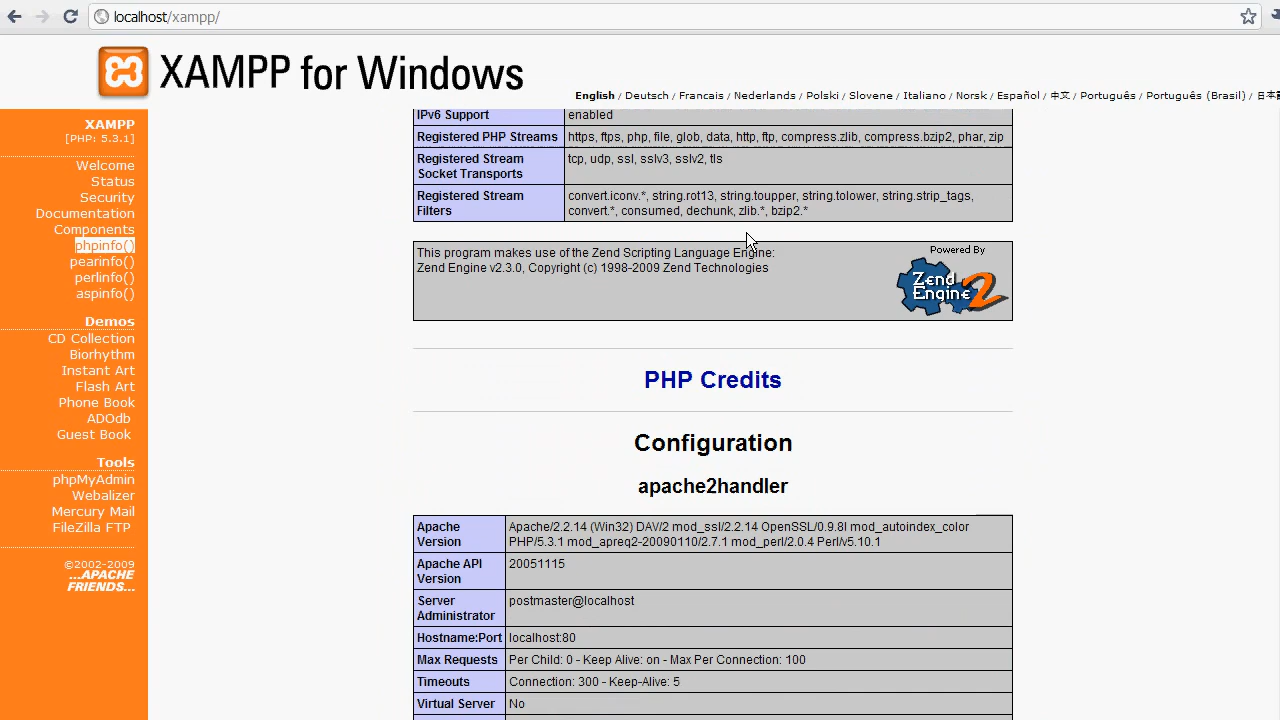 localhost/xampp/
XAMPP for Windows
English / Deutsch / Francais / Nederlands / Polski / Slovene / Italiano / Norsk / Español / 中文 / Português / Português (Brasil) / 日本
XAMPP
[PHP: 5.3.1]
Welcome
Status
Security
Documentation
Components
phpinfo()
pearinfo()
perlinfo()
aspinfo()
Demos
CD Collection
Biorhythm
Instant Art
Flash Art
Phone Book
ADOdb
Guest Book
Tools
phpMyAdmin
Webalizer
Mercury Mail
FileZilla FTP
©2002-2009
...APACHE
FRIENDS...
IPv6 Support enabled
Registered PHP Streams https, ftps, php, file, glob, data, http, ftp, compress.zlib, compress.bzip2, phar, zip
Registered Stream
Socket Transports
tcp, udp, ssl, sslv3, sslv2, tls
Registered Stream
Filters
convert.iconv.*, string.rot13, string.toupper, string.tolower, string.strip_tags,
convert.*, consumed, dechunk, zlib.*, bzip2.*
This program makes use of the Zend Scripting Language Engine:
Zend Engine v2.3.0, Copyright (c) 1998-2009 Zend Technologies
Powered By
Zend
Engine 2
PHP Credits
Configuration
apache2handler
Apache
Version
Apache/2.2.14 (Win32) DAV/2 mod_ssl/2.2.14 OpenSSL/0.9.8l mod_autoindex_color
PHP/5.3.1 mod_apreq2-20090110/2.7.1 mod_perl/2.0.4 Perl/v5.10.1
Apache API
Version
20051115
Server
Administrator
postmaster@localhost
Hostname:Port localhost:80
Max Requests Per Child: 0 - Keep Alive: on - Max Per Connection: 100
Timeouts Connection: 300 - Keep-Alive: 5
Virtual Server No